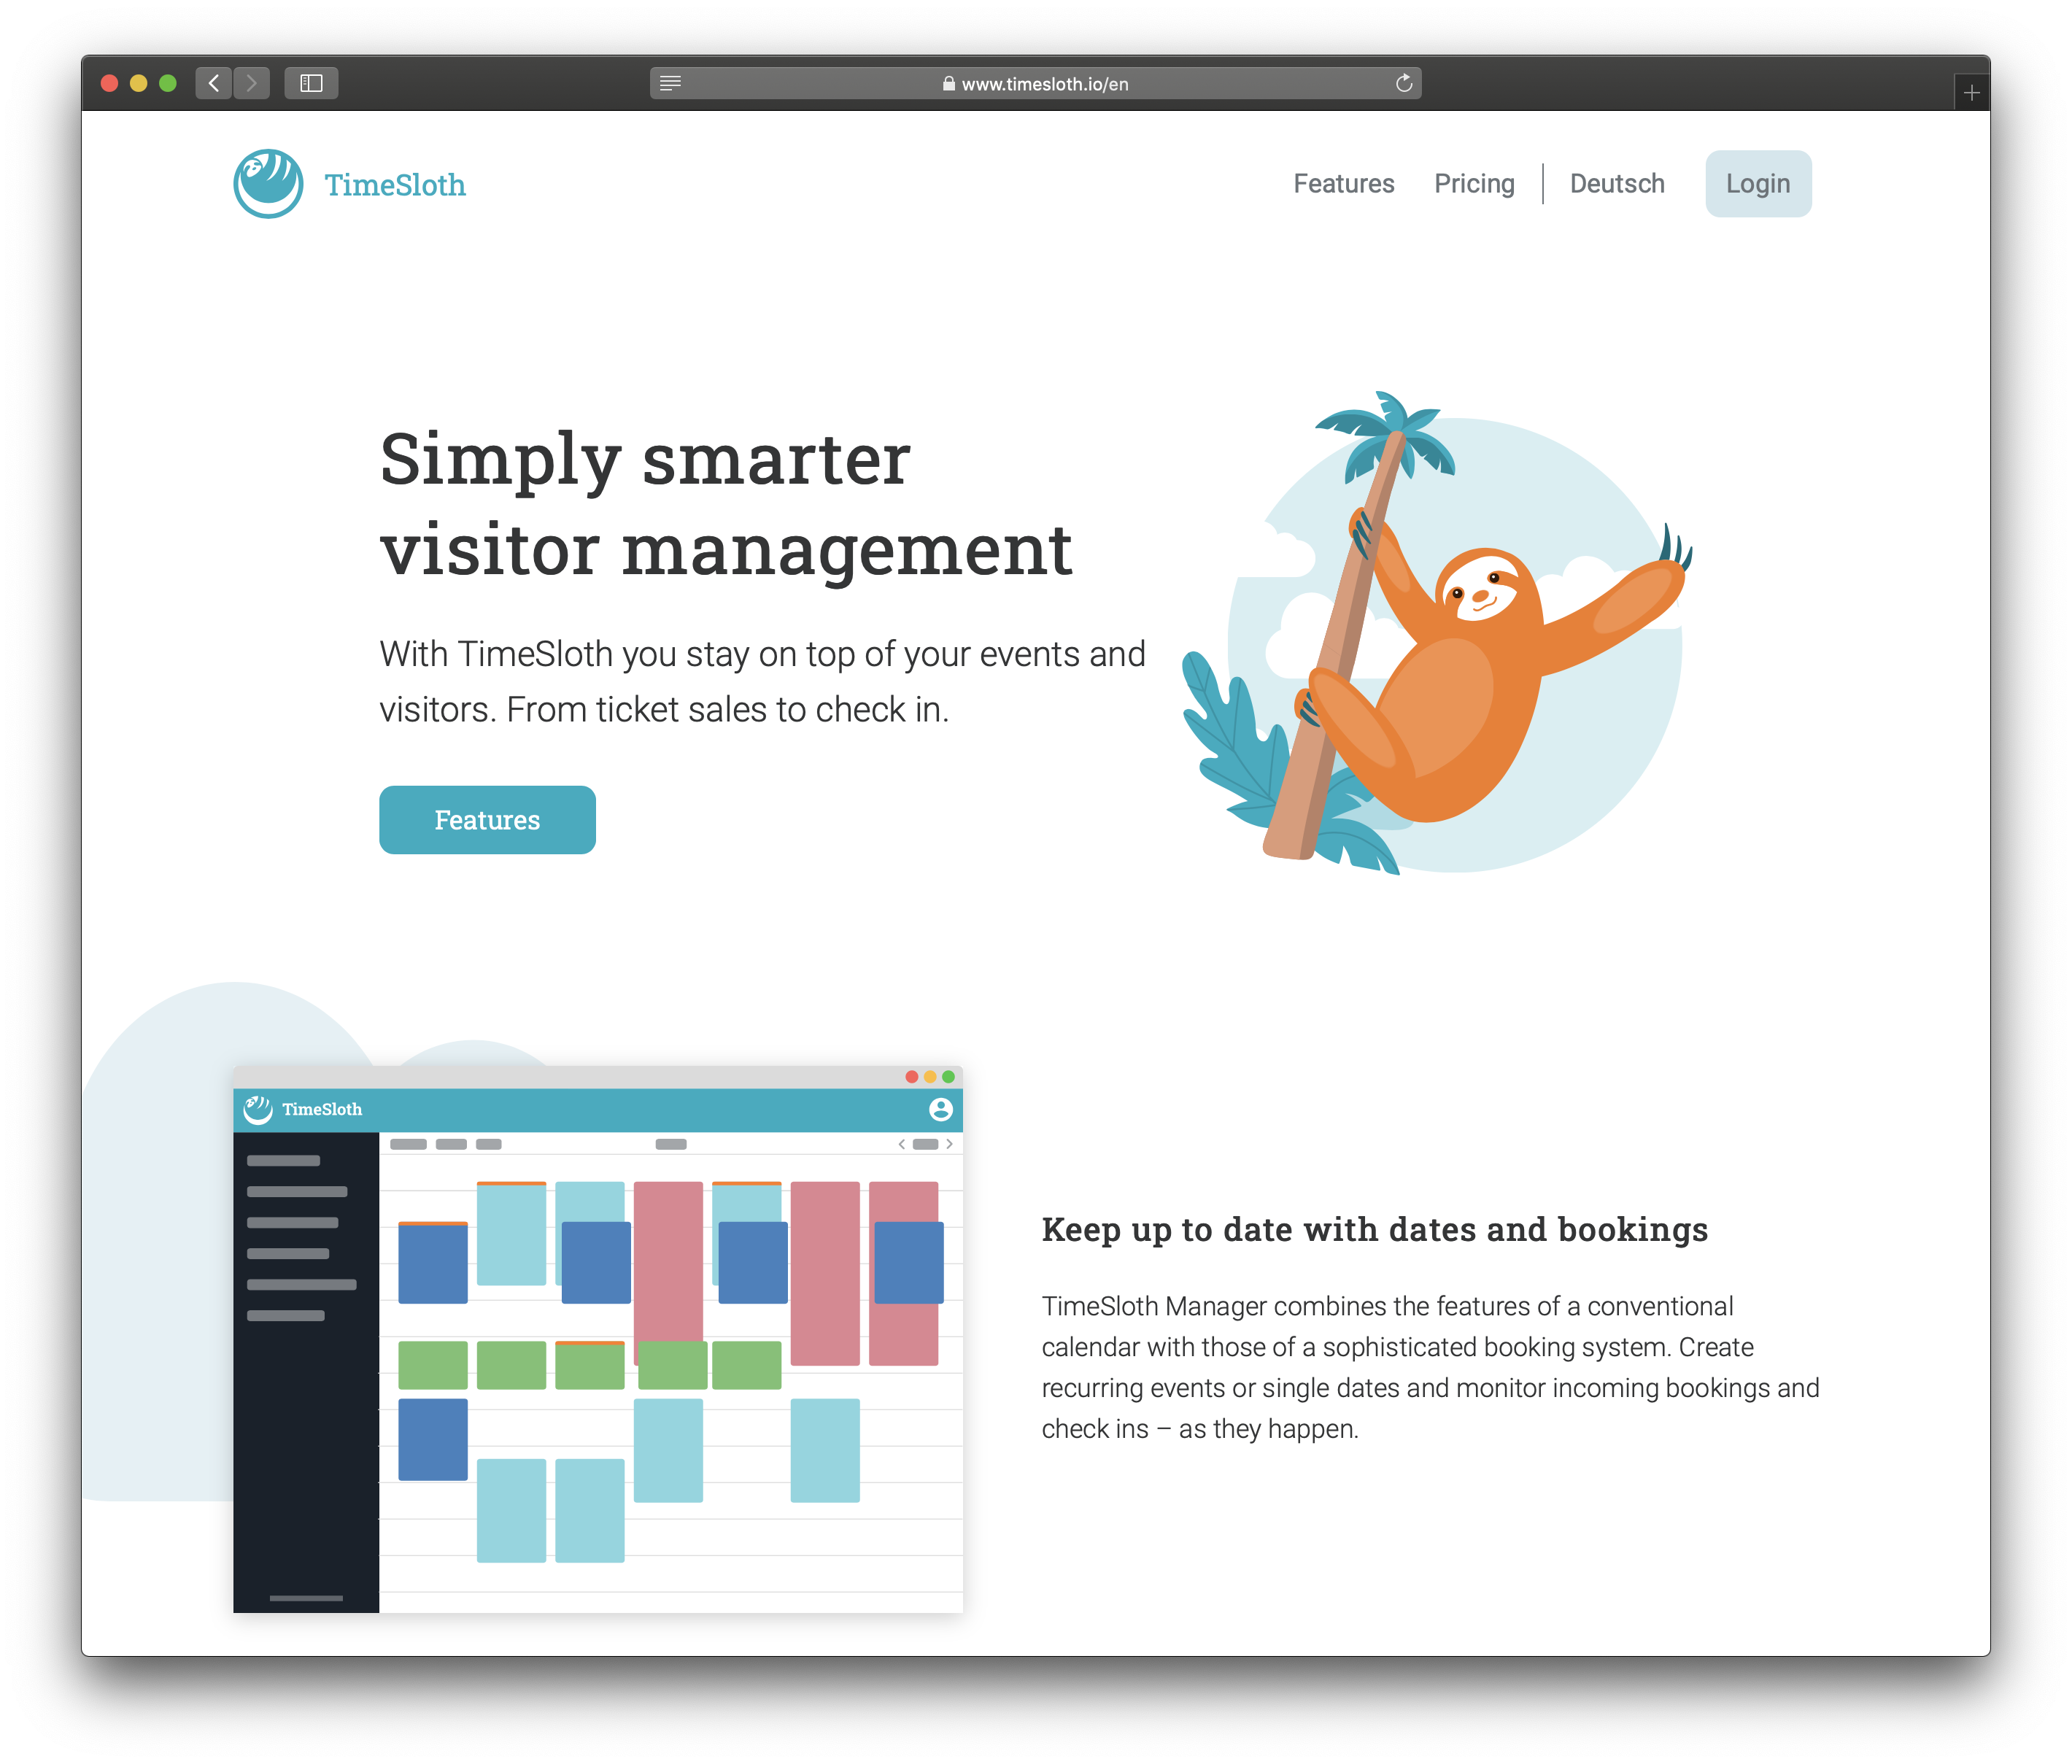 www.timesloth.io/en
TimeSloth
Features
Pricing
Deutsch
Login
Simply smarter
visitor management
With TimeSloth you stay on top of your events and
visitors. From ticket sales to check in.
Features
TimeSloth
Keep up to date with dates and bookings
TimeSloth Manager combines the features of a conventional
calendar with those of a sophisticated booking system. Create
recurring events or single dates and monitor incoming bookings and
check ins – as they happen.